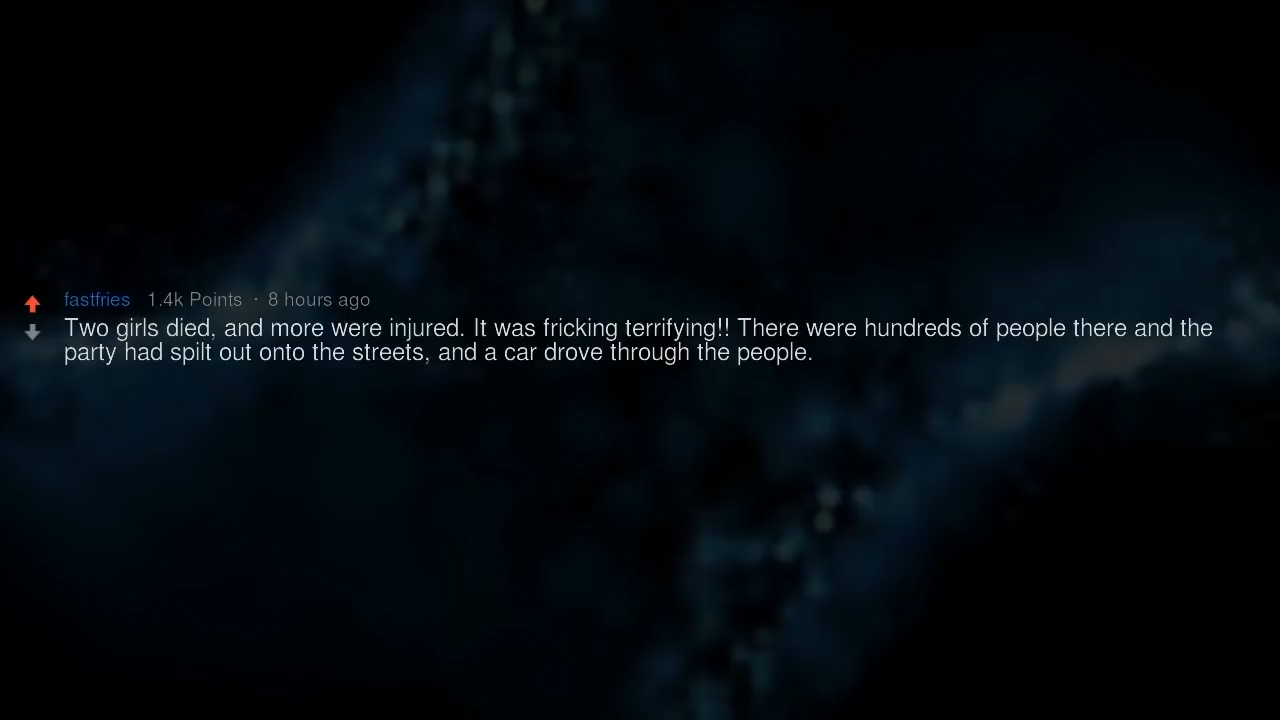 fastfries 1.4k Points · 8 hours ago
Two girls died, and more were injured. It was fricking terrifying!! There were hundreds of people there and the
party had spilt out onto the streets, and a car drove through the people.